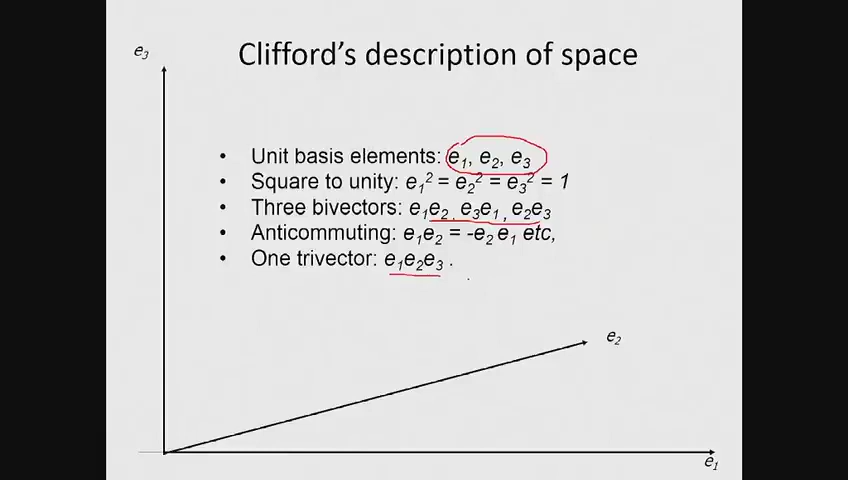 e₃
Clifford's description of space
• Unit basis elements: e₁, e₂, e₃
• Square to unity: e₁² = e₂² = e₃² = 1
• Three bivectors: e₁e₂ , e₃e₁ , e₂e₃
• Anticommuting: e₁e₂ = -e₂ e₁ etc,
• One trivector: e₁e₂e₃ .
e₂
e₁